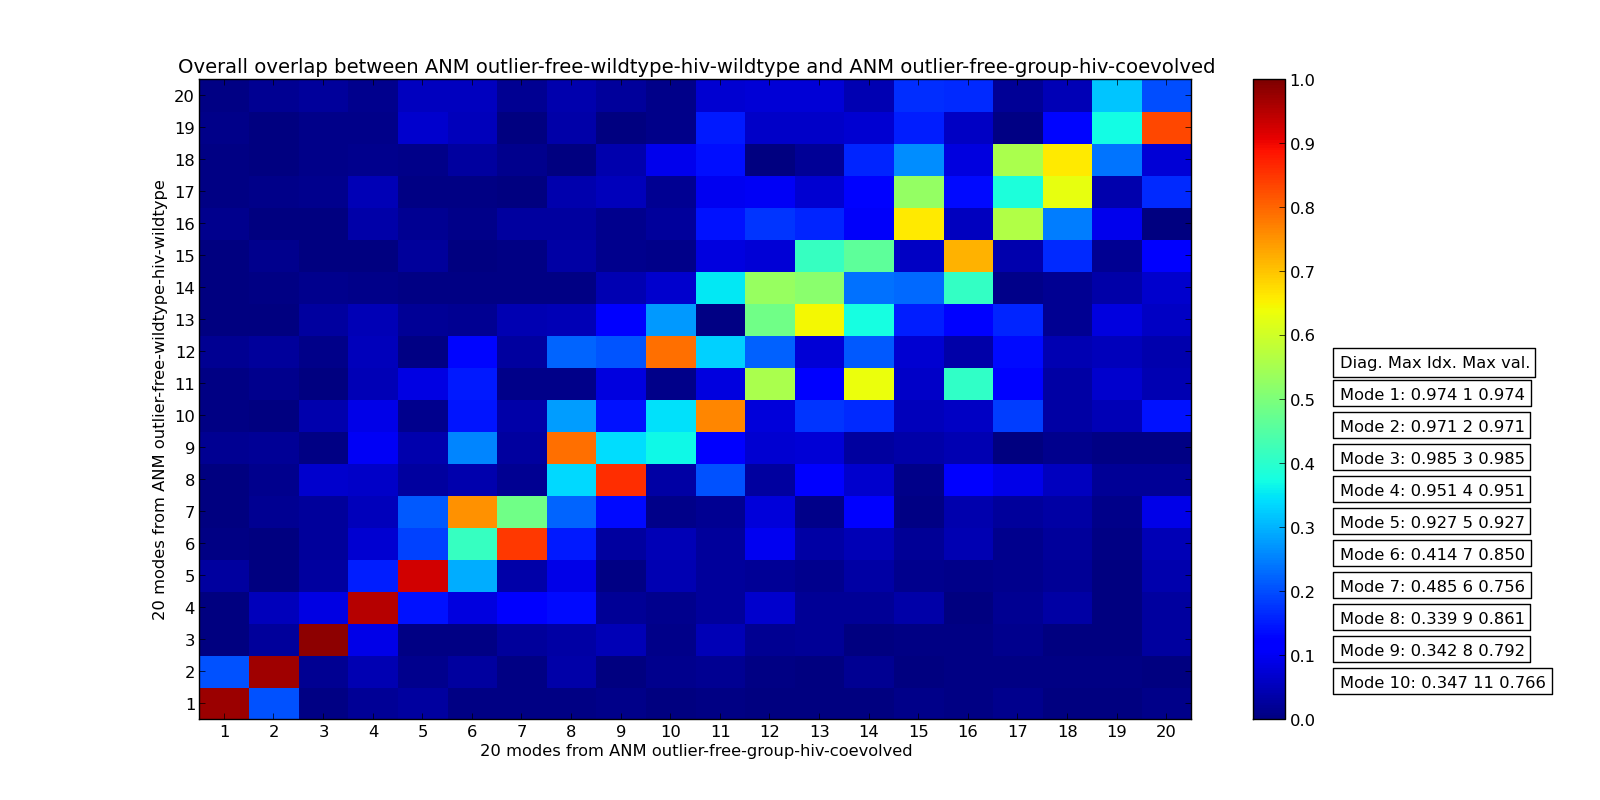 Overall overlap between ANM outlier-free-wildtype-hiv-wildtype and ANM outlier-free-group-hiv-coevolved
20 modes from ANM outlier-free-wildtype-hiv-wildtype
20
19
18
17
16
15
14
13
12
11
10
9
8
7
6
5
4
3
2
1
1 2 3 4 5 6 7 8 9 10 11 12 13 14 15 16 17 18 19 20
20 modes from ANM outlier-free-group-hiv-coevolved
1.0
0.9
0.8
0.7
0.6
0.5
0.4
0.3
0.2
0.1
0.0
Diag. Max Idx. Max val.
Mode 1: 0.974 1 0.974
Mode 2: 0.971 2 0.971
Mode 3: 0.985 3 0.985
Mode 4: 0.951 4 0.951
Mode 5: 0.927 5 0.927
Mode 6: 0.414 7 0.850
Mode 7: 0.485 6 0.756
Mode 8: 0.339 9 0.861
Mode 9: 0.342 8 0.792
Mode 10: 0.347 11 0.766